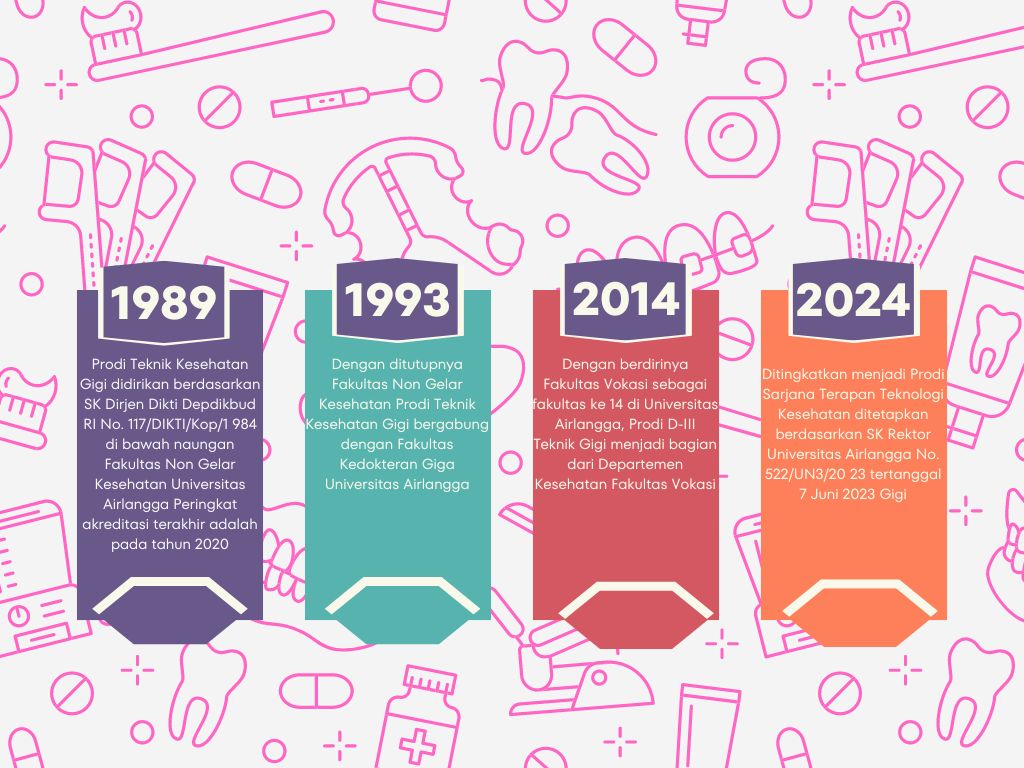 1989
Prodi Teknik Kesehatan
Gigi didirikan berdasarkan
SK Dirjen Dikti Depdikbud
RI No. 117/DIKTI/Kop/1 984
di bawah naungan
Fakultas Non Gelar
Kesehatan Universitas
Airlangga Peringkat
akreditasi terakhir adalah
pada tahun 2020
1993
Dengan ditutupnya
Fakultas Non Gelar
Kesehatan Prodi Teknik
Kesehatan Gigi bergabung
dengan Fakultas
Kedokteran Giga
Universitas Airlangga
2014
Dengan berdirinya
Fakultas Vokasi sebagai
fakultas ke 14 di Universitas
Airlangga, Prodi D-III
Teknik Gigi menjadi bagian
dari Departemen
Kesehatan Fakultas Vokasi
2024
Ditingkatkan menjadi Prodi
Sarjana Terapan Teknologi
Kesehatan ditetapkan
berdasarkan SK Rektor
Universitas Airlangga No.
522/UN3/20 23 tertanggal
7 Juni 2023 Gigi